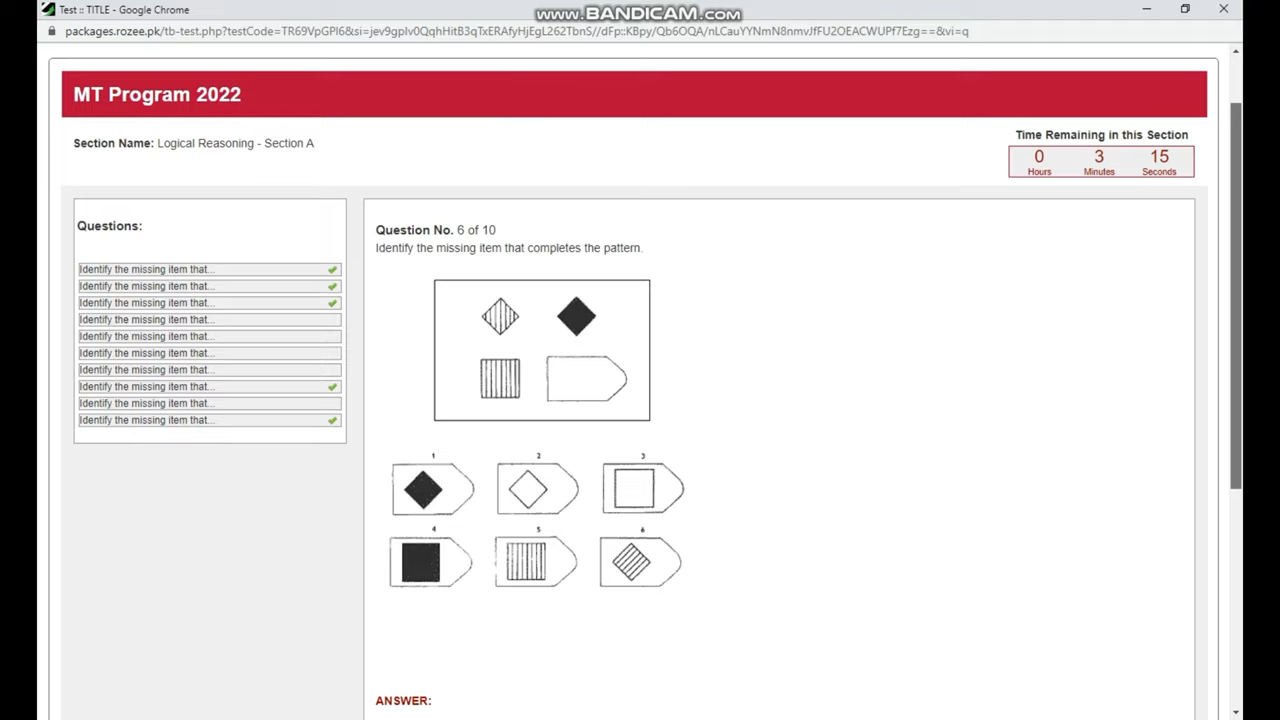 Test :: TITLE - Google Chrome
www.BANDICAM.com
packages.rozee.pk/tb-test.php?testCode=TR69VpGPI6&si=jev9gpIv0QqhHitB3qTxERAfyHjEgL262TbnS//dFp::KBpy/Qb6OQA/nLCauYYNmN8nmvJfFU2OEACWUPf7Ezg==&vi=q
MT Program 2022
Section Name: Logical Reasoning - Section A
Time Remaining in this Section
0 3 15
Hours Minutes Seconds
Questions:
Identify the missing item that...
Identify the missing item that...
Identify the missing item that...
Identify the missing item that...
Identify the missing item that...
Identify the missing item that...
Identify the missing item that...
Identify the missing item that...
Identify the missing item that...
Identify the missing item that...
Question No. 6 of 10
Identify the missing item that completes the pattern.
1 2 3
4 5 6
ANSWER: